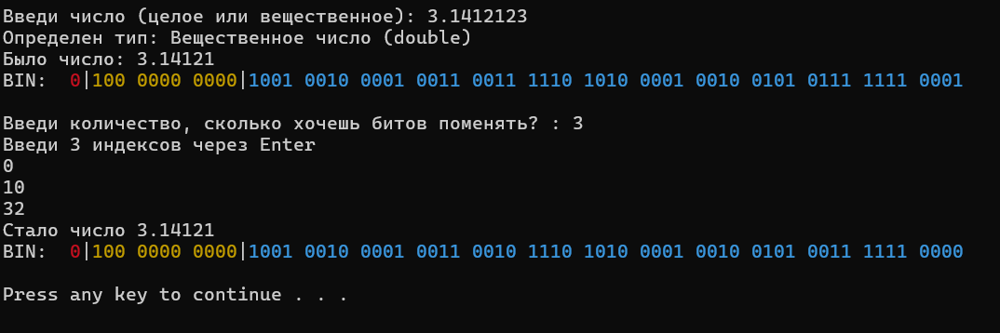 Введи число (целое или вещественное): 3.1412123
Определен тип: Вещественное число (double)
Было число: 3.14121
BIN:  0|100 0000 0000|1001 0010 0001 0011 0011 1110 1010 0001 0010 0101 0111 1111 0001
Введи количество, сколько хочешь битов поменять? : 3
Введи 3 индексов через Enter
0
10
32
Стало число 3.14121
BIN:  0|100 0000 0000|1001 0010 0001 0011 0010 1110 1010 0001 0010 0101 0011 1111 0000
Press any key to continue . . .